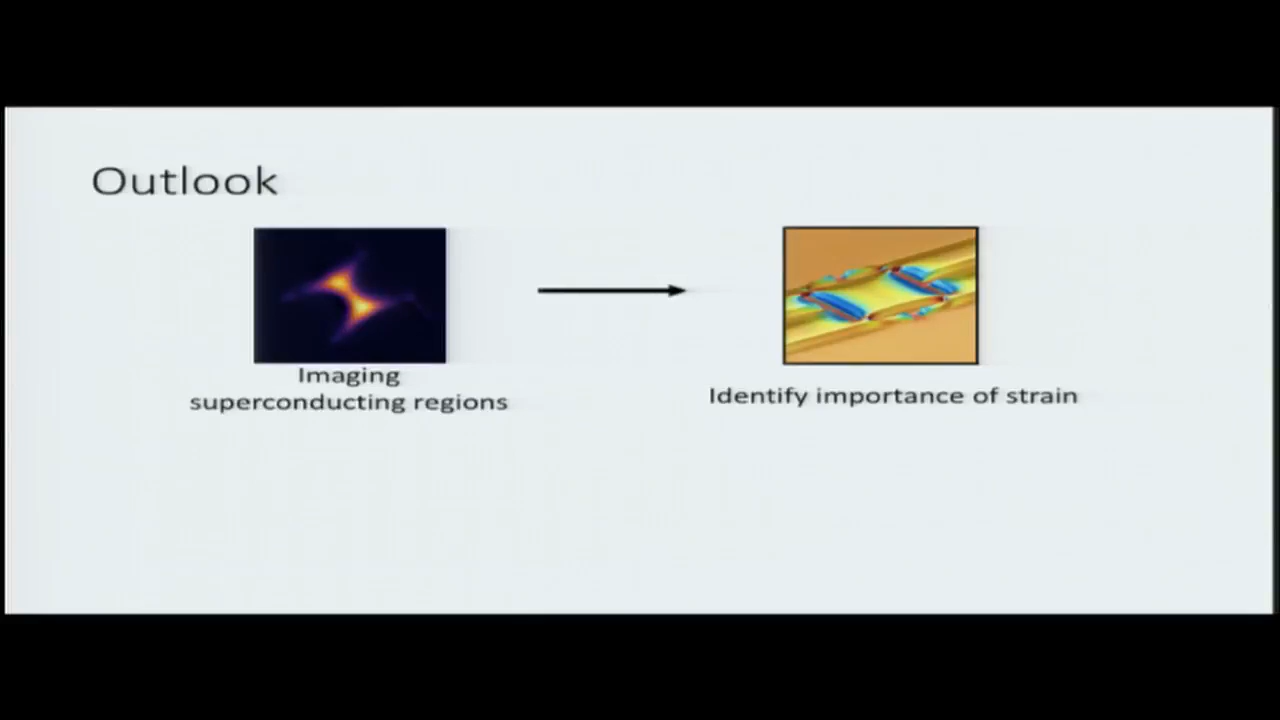 Outlook
Imaging
superconducting regions
Identify importance of strain